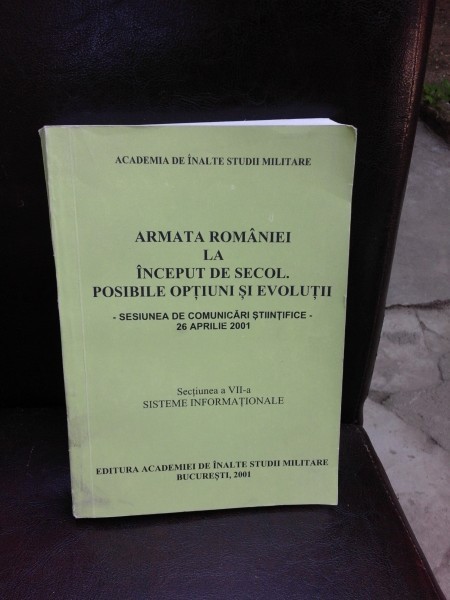 ACADEMIA DE ÎNALTE STUDII MILITARE
ARMATA ROMÂNIEI
LA
ÎNCEPUT DE SECOL.
POSIBILE OPȚIUNI ȘI EVOLUȚII
- SESIUNEA DE COMUNICĂRI ȘTIINȚIFICE -
26 APRILIE 2001
Secțiunea a VII-a
SISTEME INFORMAȚIONALE
EDITURA ACADEMIEI DE ÎNALTE STUDII MILITARE
BUCUREȘTI, 2001